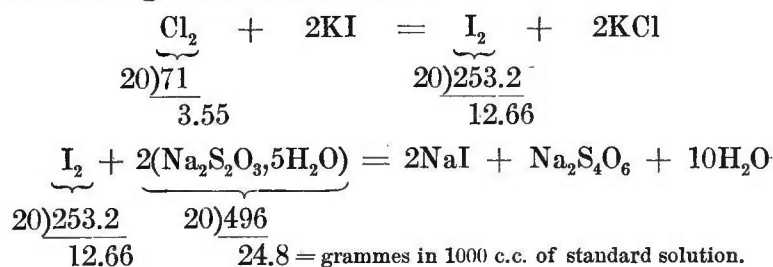 Cl₂ + 2KI = I₂ + 2KCl
20)71 20)253.2
3.55 12.66
I₂ + 2(Na₂S₂O₃,5H₂O) = 2NaI + Na₂S₄O₆ + 10H₂O
20)253.2 20)496
12.66 24.8 = grammes in 1000 c.c. of standard solution.